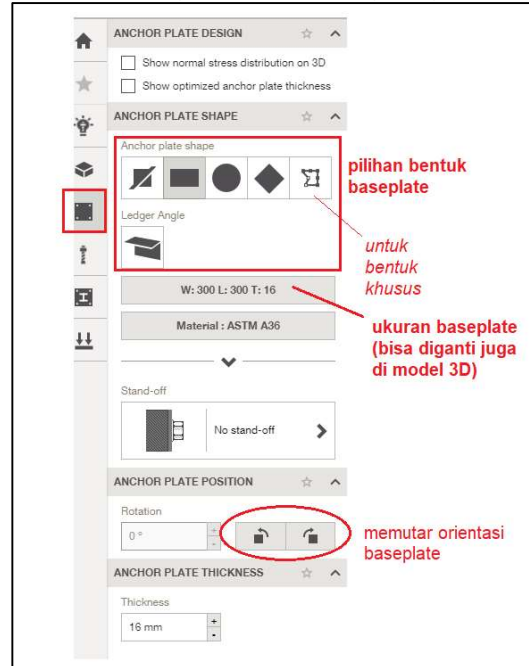 ANCHOR PLATE DESIGN
Show normal stress distribution on 3D
Show optimized anchor plate thickness
ANCHOR PLATE SHAPE
Anchor plate shape
pilihan bentuk
baseplate
Ledger Angle
untuk
bentuk
khusus
W: 300 L: 300 T: 16
Material : ASTM A36
ukuran baseplate
(bisa diganti juga
di model 3D)
Stand-off
No stand-off
ANCHOR PLATE POSITION
Rotation
0 °
+
-
memutar orientasi
baseplate
ANCHOR PLATE THICKNESS
Thickness
16 mm
+
-